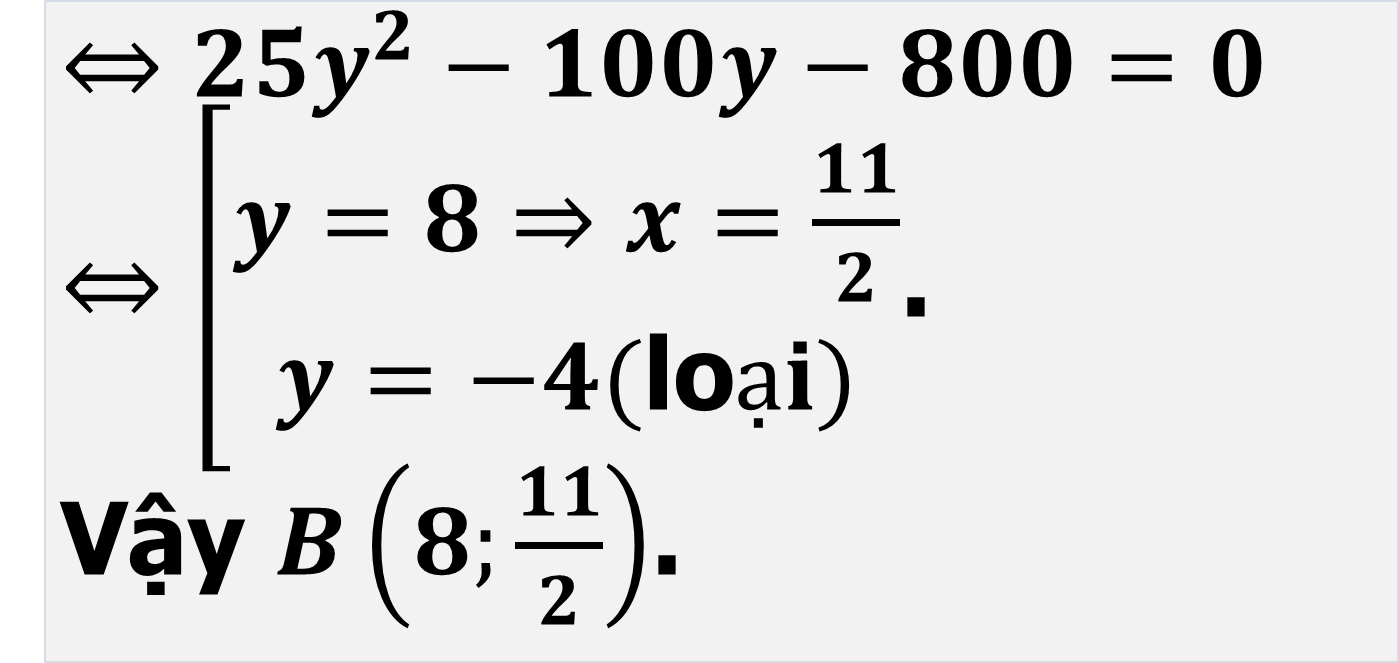 ⇔ 25y² − 100y − 800 = 0
⇔ [ y = 8 ⇒ x = 11/2 .
y = −4(loại)
Vậy B (8; 11/2).